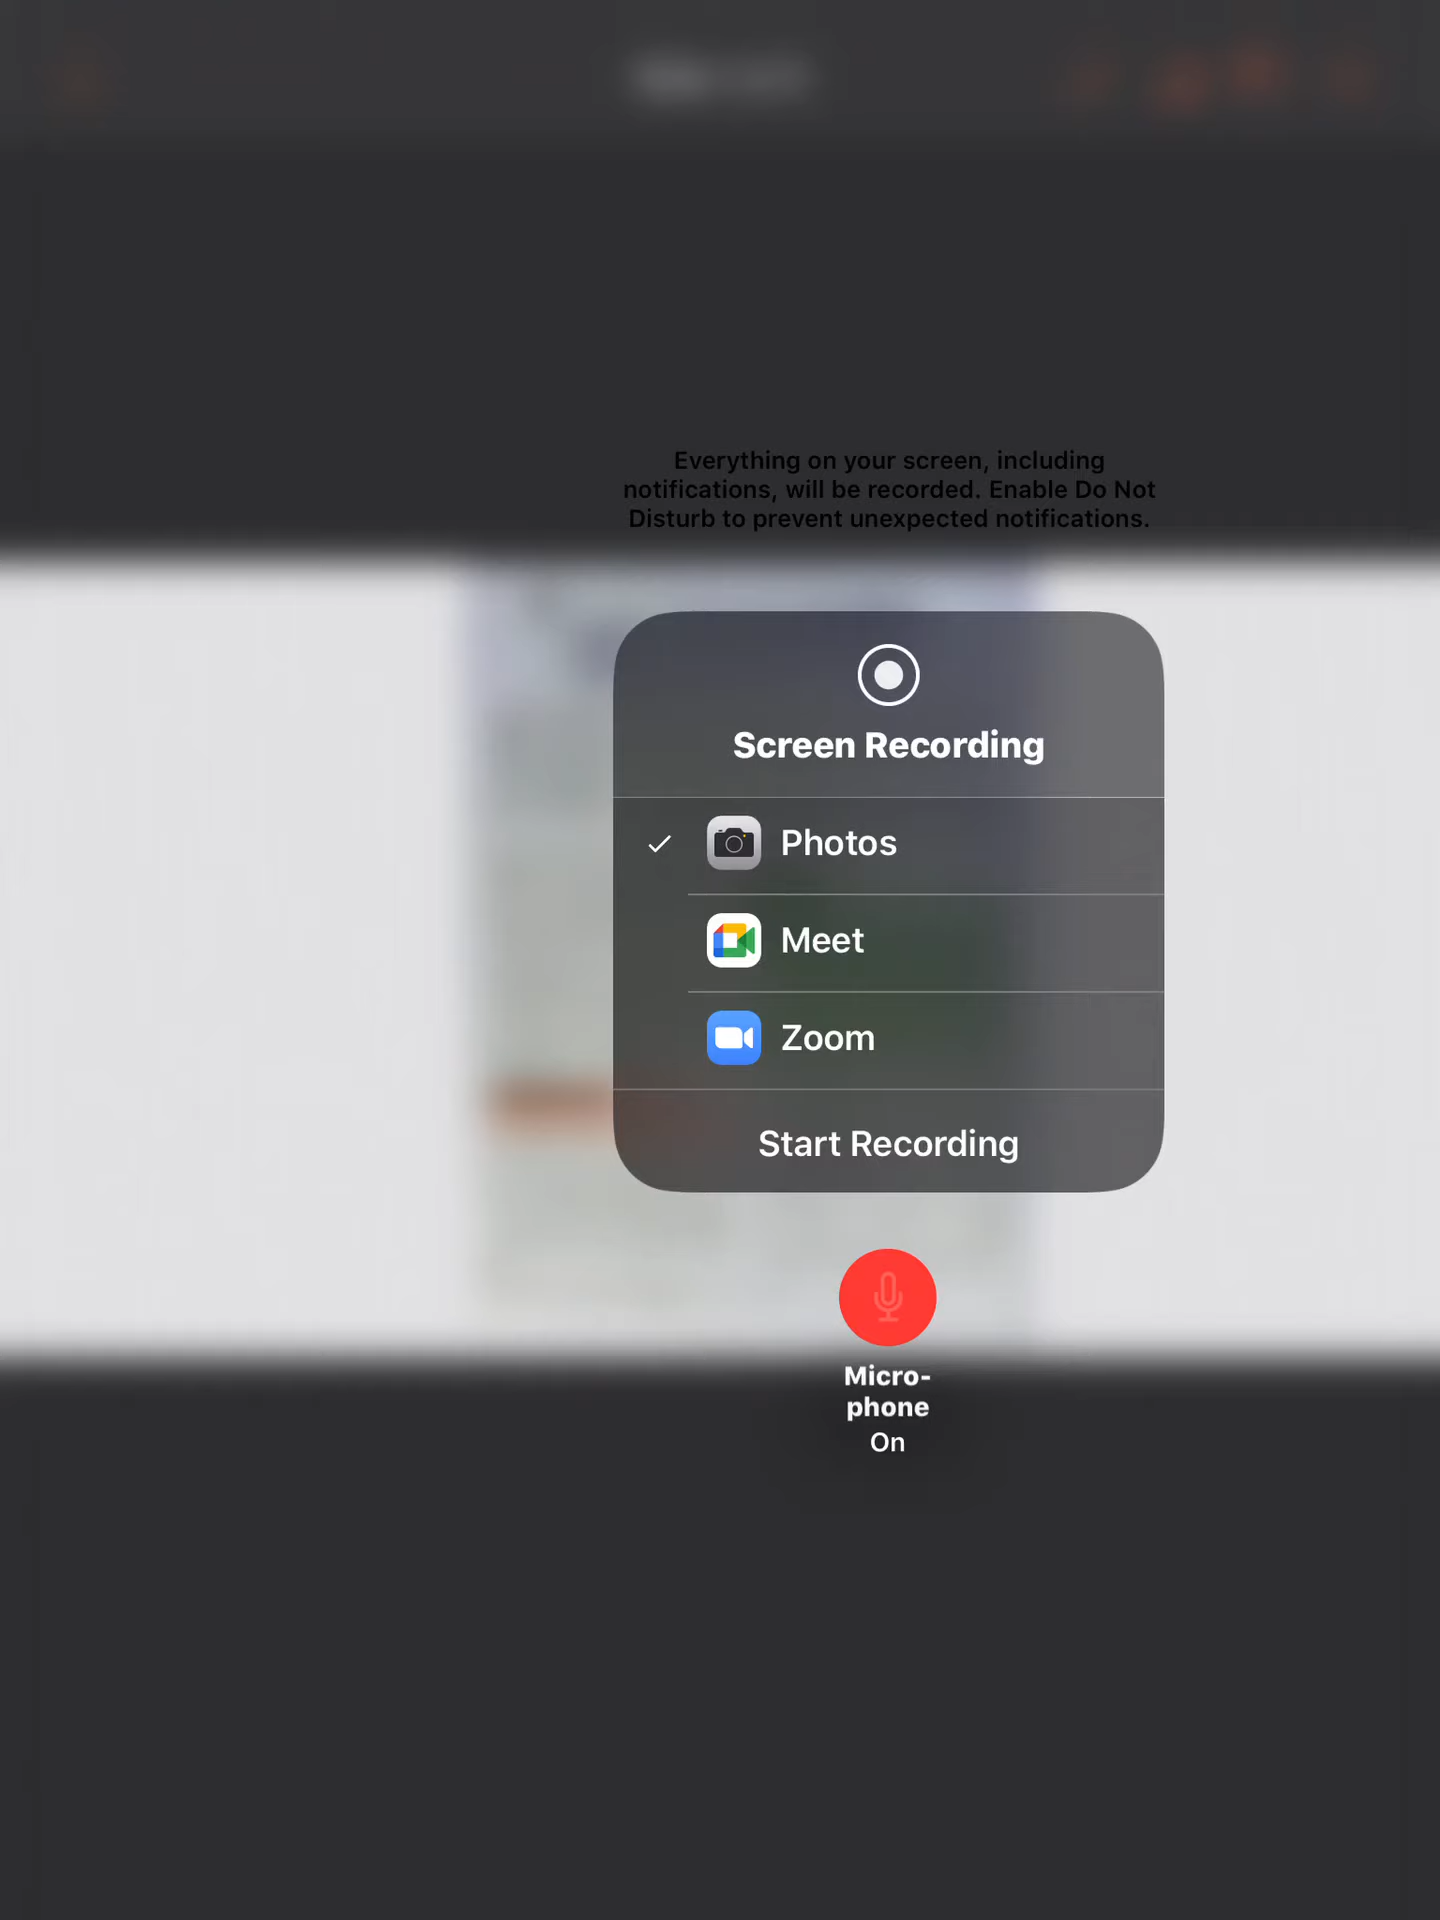 Everything on your screen, including
notifications, will be recorded. Enable Do Not
Disturb to prevent unexpected notifications.
Screen Recording
Photos
Meet
Zoom
Start Recording
Micro-
phone
On